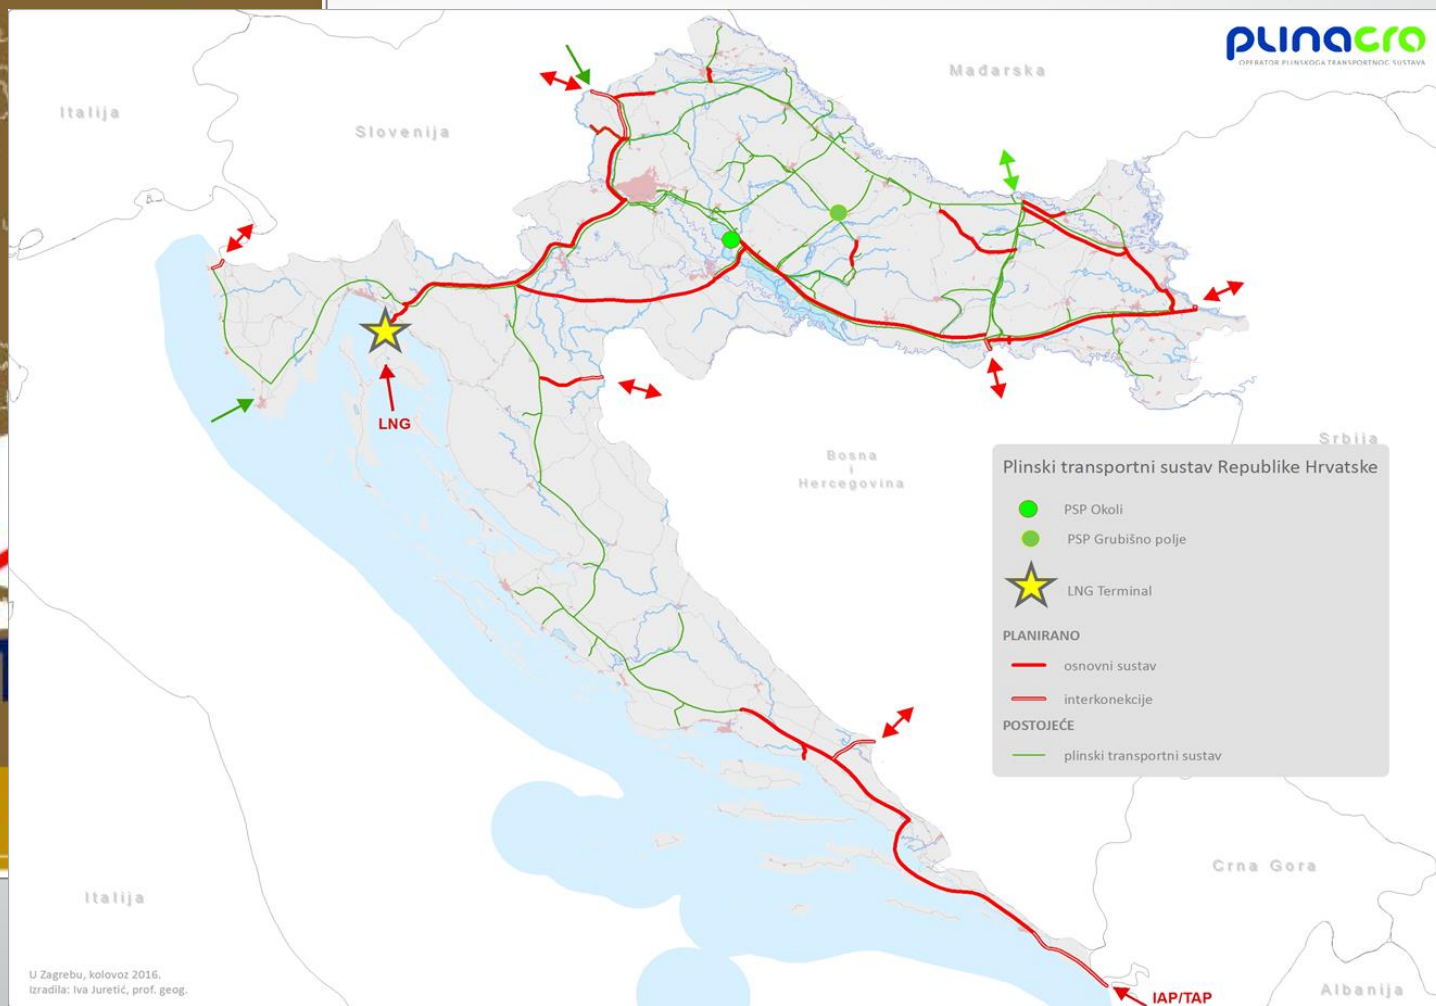 plinacro
OPERATOR PLINSKOGA TRANSPORTNOG SUSTAVA
Mađarska
Italija
Slovenija
LNG
Bosna
i
Hercegovina
Srbija
Plinski transportni sustav Republike Hrvatske
PSP Okoli
PSP Grubišno polje
LNG Terminal
PLANIRANO
osnovni sustav
interkonekcije
POSTOJEĆE
plinski transportni sustav
Crna Gora
Italija
U Zagrebu, kolovoz 2016.
Izradila: Iva Juretić, prof. geog.
Albanija
IAP/TAP